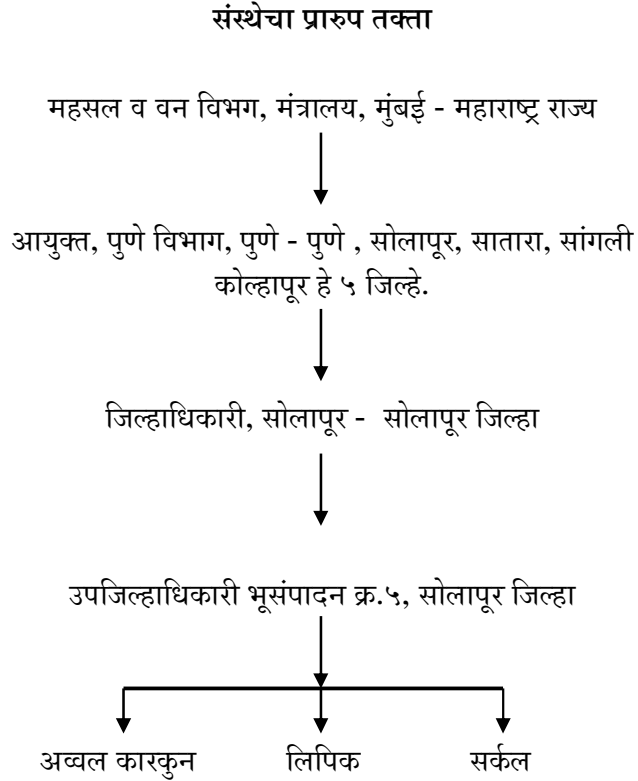 संस्थेचा प्रारुप तक्ता
महसल व वन विभग, मंत्रालय, मुंबई - महाराष्ट्र राज्य
आयुक्त, पुणे विभाग, पुणे - पुणे , सोलापूर, सातारा, सांगली
कोल्हापूर हे ५ जिल्हे.
जिल्हाधिकारी, सोलापूर - सोलापूर जिल्हा
उपजिल्हाधिकारी भूसंपादन क्र.५, सोलापूर जिल्हा
अव्वल कारकुन लिपिक सर्कल